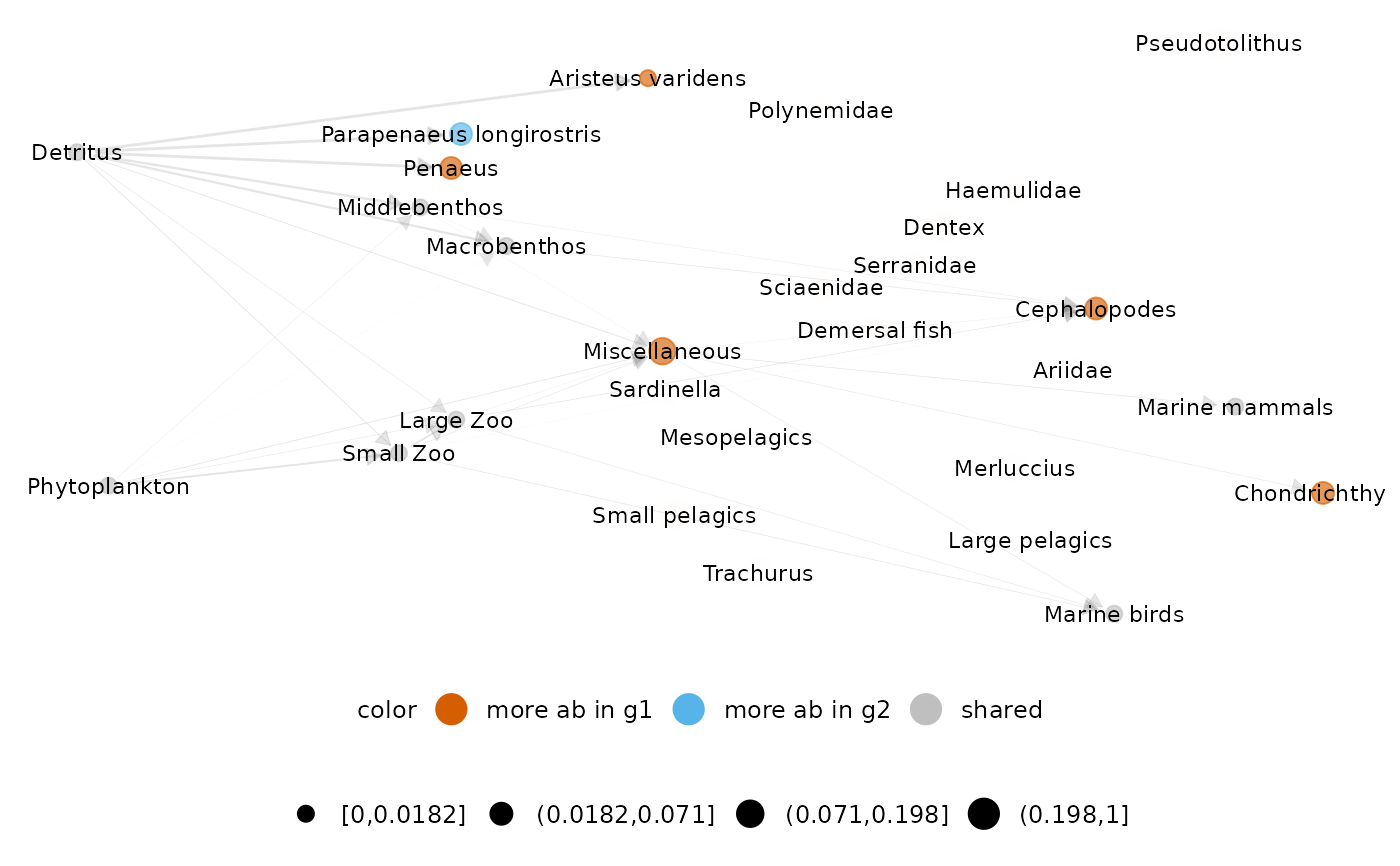 Pseudotolithus
Aristeus varidens
Polynemidae
Parapenaeus longirostris
Detritus
Penaeus
Haemulidae
Middlebenthos
Dentex
Macrobenthos
Serranidae
Sciaenidae
Cephalopodes
Demersal fish
Miscellaneous
Ariidae
Sardinella
Marine mammals
Large Zoo
Mesopelagics
Small Zoo
Merluccius
Phytoplankton
Chondrichthy
Small pelagics
Large pelagics
Trachurus
Marine birds
color more ab in g1 more ab in g2 shared
[0,0.0182] (0.0182,0.071] (0.071,0.198] (0.198,1]